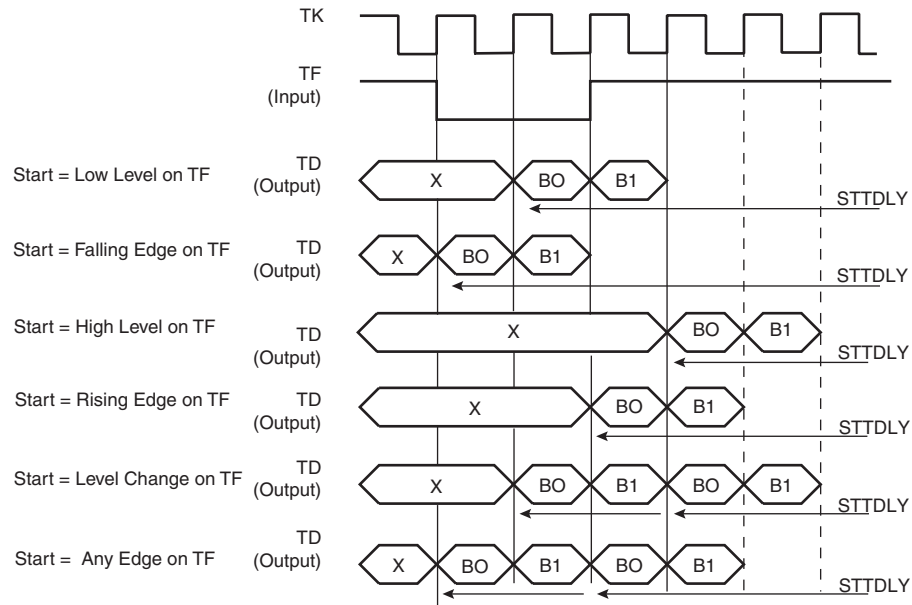 TK
TF
(Input)
Start = Low Level on TF
TD
(Output)
X
BO
B1
STTDLY
Start = Falling Edge on TF
TD
(Output)
X
BO
B1
STTDLY
Start = High Level on TF
TD
(Output)
X
BO
B1
STTDLY
Start = Rising Edge on TF
TD
(Output)
X
BO
B1
STTDLY
Start = Level Change on TF
TD
(Output)
X
BO
B1
BO
B1
STTDLY
Start = Any Edge on TF
TD
(Output)
X
BO
B1
BO
B1
STTDLY